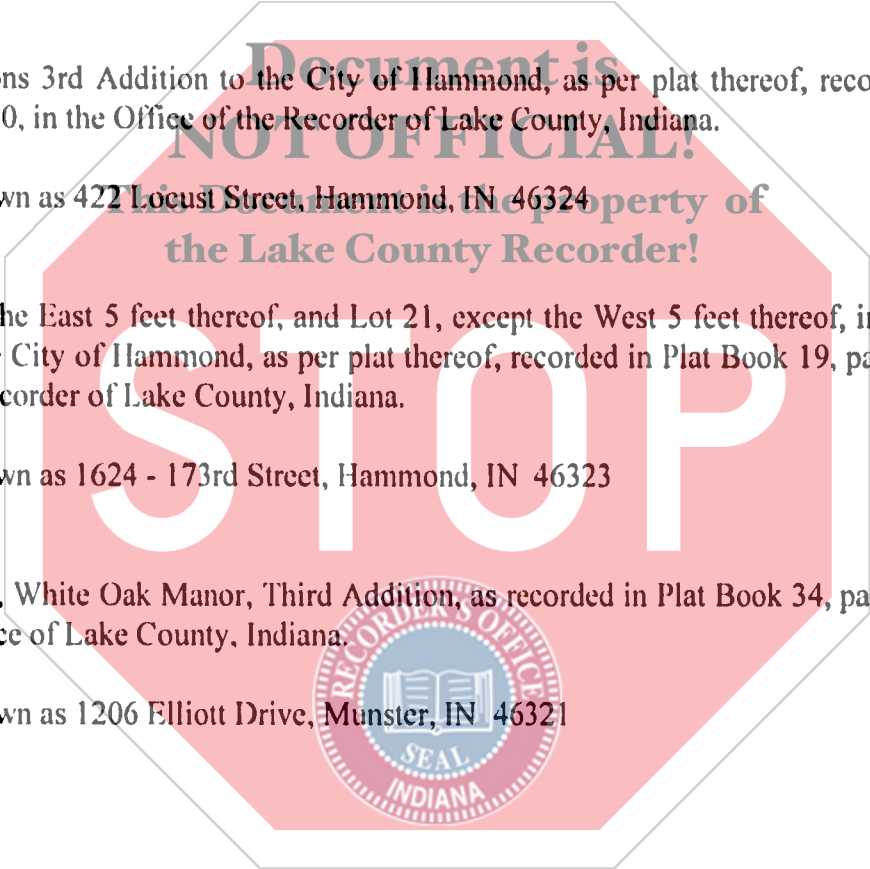 Document is
ns 3rd Addition to the City of Hammond, as per plat thereof, reco
0, in the Office of the Recorder of Lake County, Indiana.
NOT OFFICIAL!
wn as 422 Locust Street, Hammond, IN 46324
This Document is the property of
the Lake County Recorder!
he East 5 feet thereof, and Lot 21, except the West 5 feet thereof, in
City of Hammond, as per plat thereof, recorded in Plat Book 19, pa
corder of Lake County, Indiana.
STOP
wn as 1624 - 173rd Street, Hammond, IN 46323
, White Oak Manor, Third Addition, as recorded in Plat Book 34, pa
ce of Lake County, Indiana.
RECORDER'S OFFICE
wn as 1206 Elliott Drive, Munster, IN 46321
SEAL
INDIANA